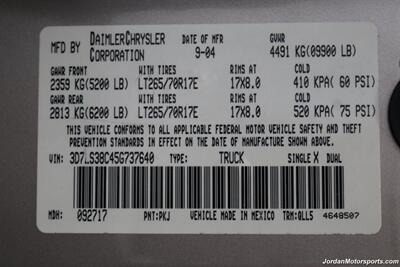 MFD BY DAIMLERCHRYSLER CORPORATION DATE OF MFR 9-04 GVWR 4491 KG(09900 LB)
GAWR FRONT WITH TIRES RIMS AT COLD
2359 KG(5200 LB) LT265/70R17E 17X8.0 410 KPA( 60 PSI)
GAWR REAR WITH TIRES RIMS AT COLD
2813 KG(6200 LB) LT265/70R17E 17X8.0 520 KPA( 75 PSI)
THIS VEHICLE CONFORMS TO ALL APPLICABLE FEDERAL MOTOR VEHICLE SAFETY AND THEFT
PREVENTION STANDARDS IN EFFECT ON THE DATE OF MANUFACTURE SHOWN ABOVE.
VIN: 3D7LS38C45G737640 TYPE: TRUCK SINGLE X DUAL
MDH: 092717 PNT:PKJ VEHICLE MADE IN MEXICO TRM:QLL5 4648507
JordanMotorsports.com